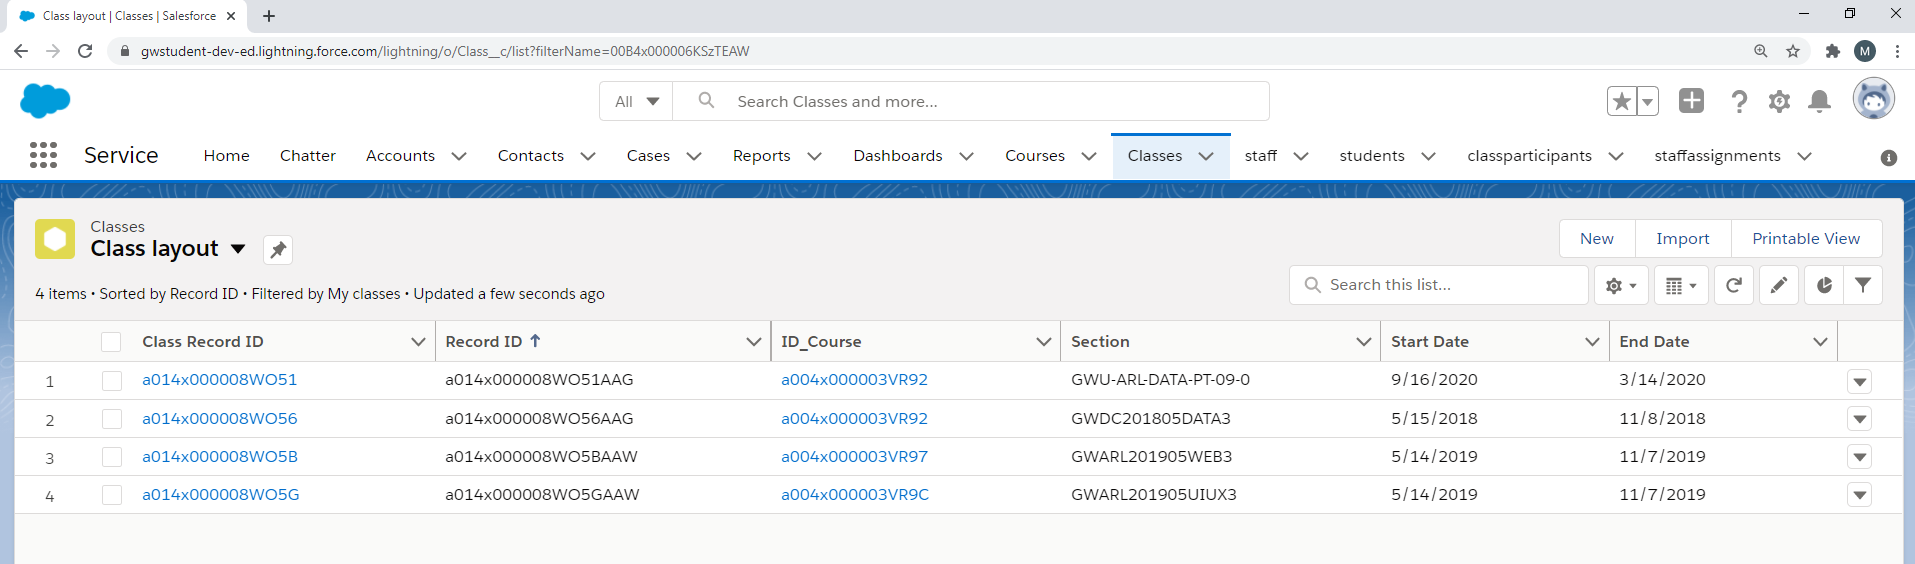 Class layout | Classes | Salesforce
gwstudent-dev-ed.lightning.force.com/lightning/o/Class__c/list?filterName=00B4x000006KSzTEAW
M
All
Search Classes and more...
Service Home Chatter Accounts Contacts Cases Reports Dashboards Courses Classes staff students classparticipants staffassignments
Classes
Class layout
New Import Printable View
4 items • Sorted by Record ID • Filtered by My classes • Updated a few seconds ago
Search this list...
Class Record ID Record ID ↑ ID_Course Section Start Date End Date
1 a014x000008WO51 a014x000008WO51AAG a004x000003VR92 GWU-ARL-DATA-PT-09-0 9/16/2020 3/14/2020
2 a014x000008WO56 a014x000008WO56AAG a004x000003VR92 GWDC201805DATA3 5/15/2018 11/8/2018
3 a014x000008WO5B a014x000008WO5BAAW a004x000003VR97 GWARL201905WEB3 5/14/2019 11/7/2019
4 a014x000008WO5G a014x000008WO5GAAW a004x000003VR9C GWARL201905UIUX3 5/14/2019 11/7/2019